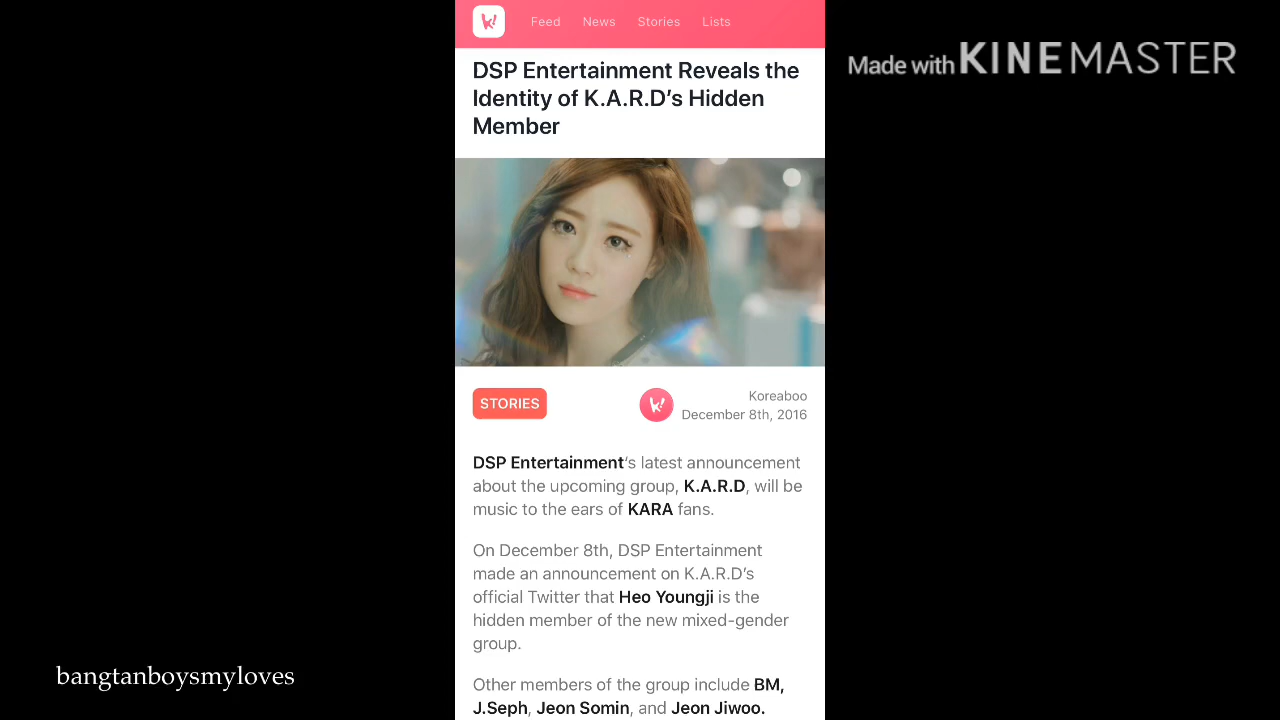 k!
Feed News Stories Lists
Made with KINEMASTER
DSP Entertainment Reveals the
Identity of K.A.R.D's Hidden
Member
STORIES
k!
Koreaboo
December 8th, 2016
DSP Entertainment's latest announcement
about the upcoming group, K.A.R.D, will be
music to the ears of KARA fans.
On December 8th, DSP Entertainment
made an announcement on K.A.R.D's
official Twitter that Heo Youngji is the
hidden member of the new mixed-gender
group.
Other members of the group include BM,
J.Seph, Jeon Somin, and Jeon Jiwoo.
bangtanboysmyloves